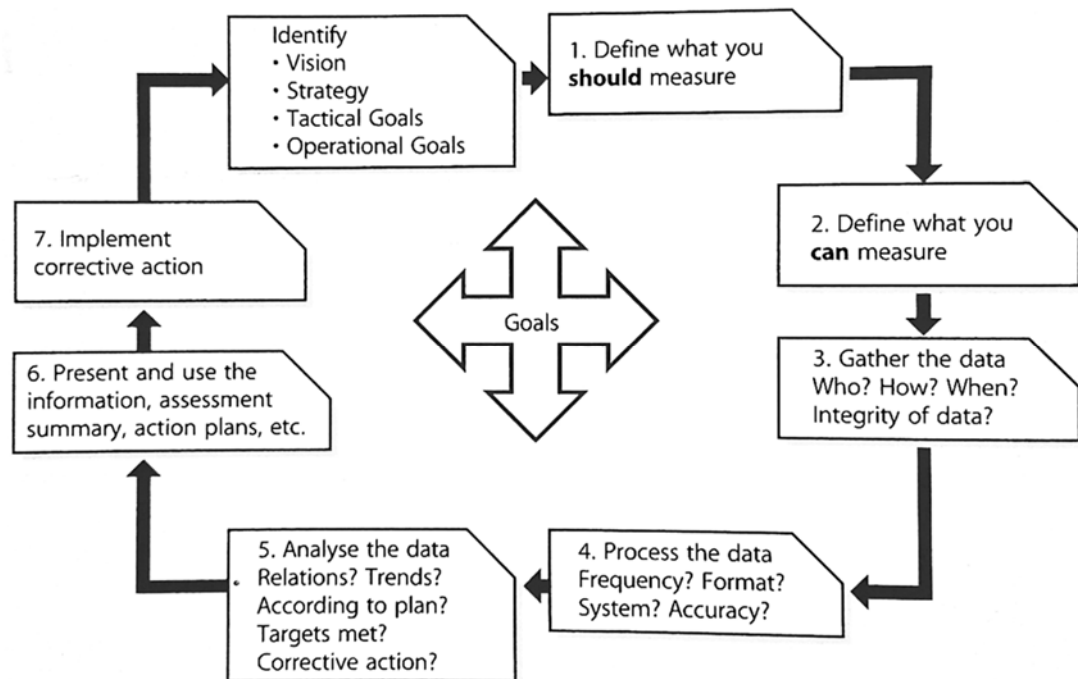 Identify
• Vision
• Strategy
• Tactical Goals
• Operational Goals
1. Define what you
should measure
2. Define what you
can measure
3. Gather the data
Who? How? When?
Integrity of data?
4. Process the data
Frequency? Format?
System? Accuracy?
5. Analyse the data
Relations? Trends?
According to plan?
Targets met?
Corrective action?
6. Present and use the
information, assessment
summary, action plans, etc.
7. Implement
corrective action
Goals